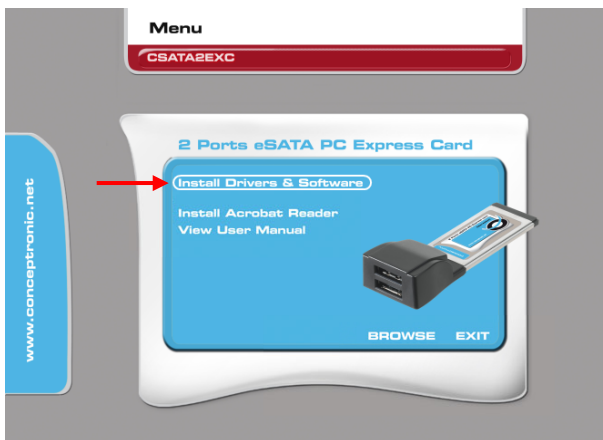 Menu
CSATA2EXC
2 Ports eSATA PC Express Card
Install Drivers & Software
Install Acrobat Reader
View User Manual
BROWSE EXIT
www.conceptronic.net